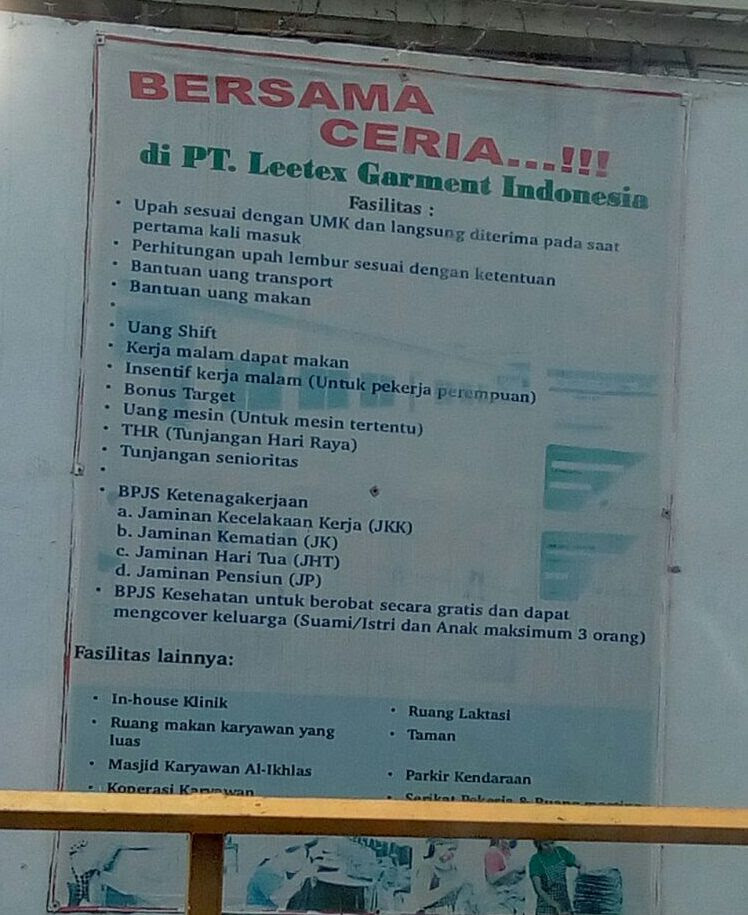 BERSAMA
CERIA...!!!
di PT. Leetex Garment Indonesia
Fasilitas :
• Upah sesuai dengan UMK dan langsung diterima pada saat
pertama kali masuk
• Perhitungan upah lembur sesuai dengan ketentuan
• Bantuan uang transport
• Bantuan uang makan
•
• Uang Shift
• Kerja malam dapat makan
• Insentif kerja malam (Untuk pekerja perempuan)
• Bonus Target
• Uang mesin (Untuk mesin tertentu)
• THR (Tunjangan Hari Raya)
• Tunjangan senioritas
•
• BPJS Ketenagakerjaan
a. Jaminan Kecelakaan Kerja (JKK)
b. Jaminan Kematian (JK)
c. Jaminan Hari Tua (JHT)
d. Jaminan Pensiun (JP)
• BPJS Kesehatan untuk berobat secara gratis dan dapat
mengcover keluarga (Suami/Istri dan Anak maksimum 3 orang)
Fasilitas lainnya:
• In-house Klinik
• Ruang makan karyawan yang
luas
• Masjid Karyawan Al-Ikhlas
• Koperasi Karyawan
• Ruang Laktasi
• Taman
• Parkir Kendaraan
• Serikat Pekerja & Ruang